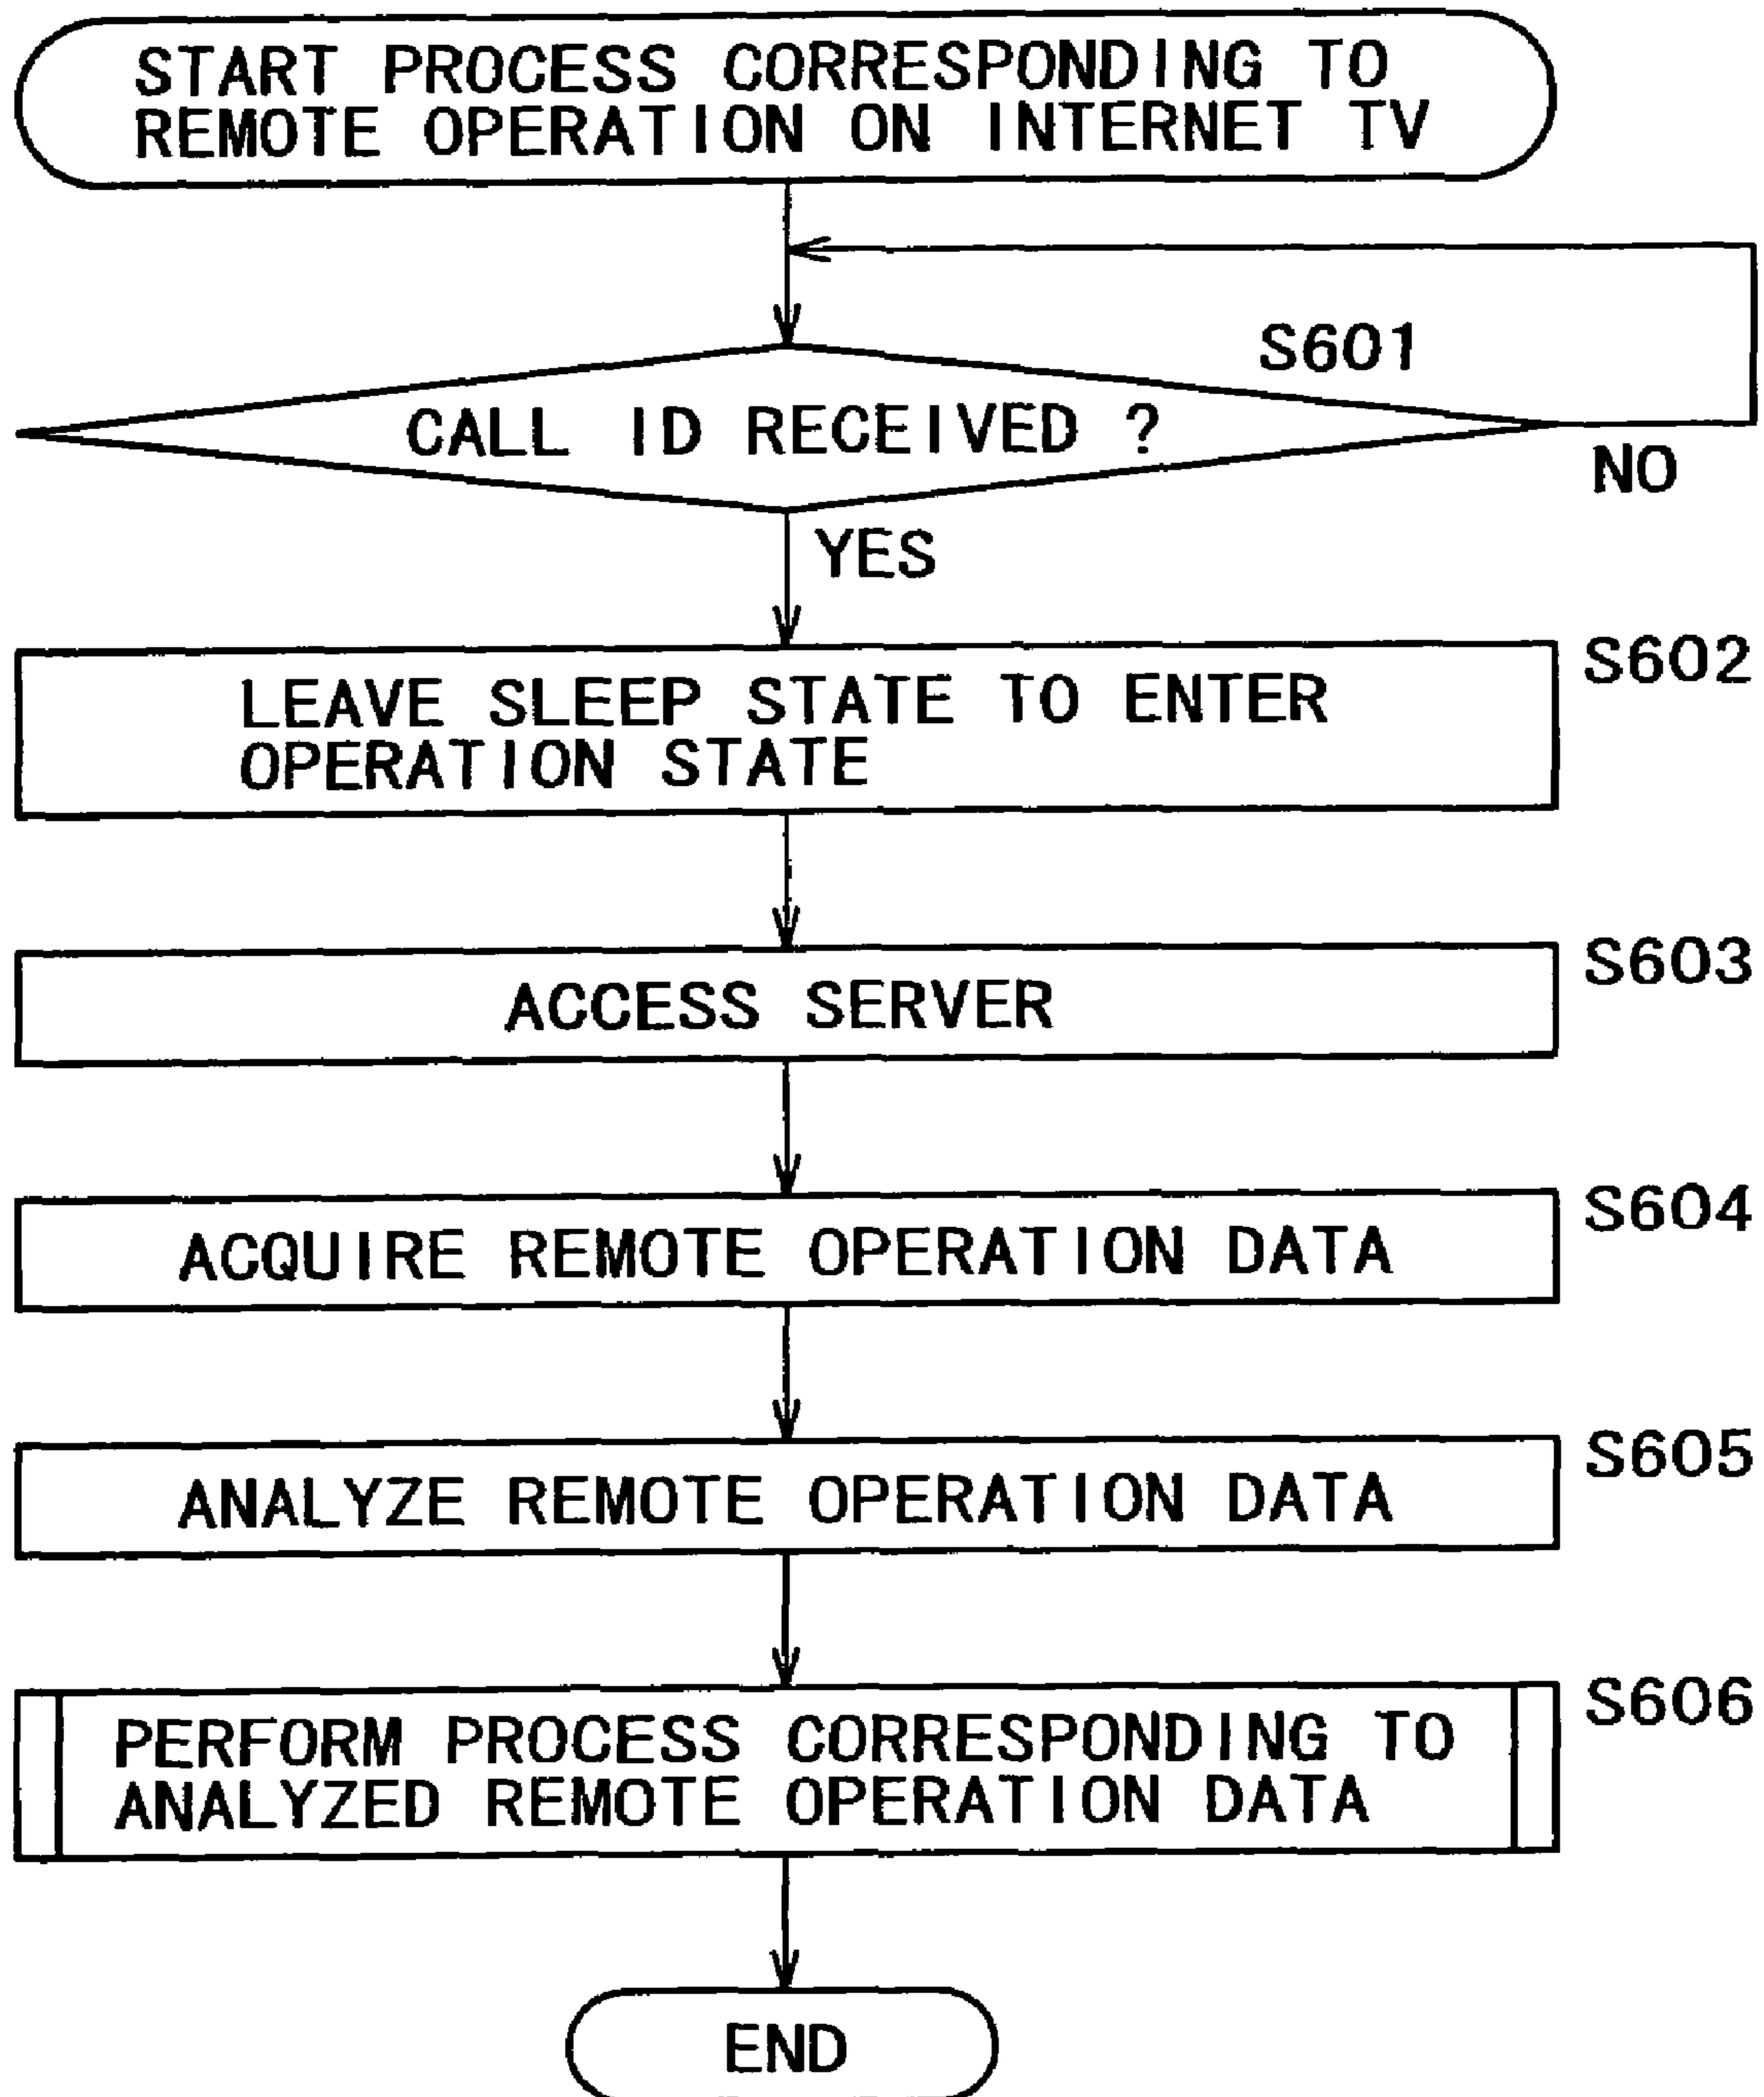 START PROCESS CORRESPONDING TO
REMOTE OPERATION ON INTERNET TV
S601
CALL ID RECEIVED ?
NO
YES
S602
LEAVE SLEEP STATE TO ENTER
OPERATION STATE
S603
ACCESS SERVER
S604
ACQUIRE REMOTE OPERATION DATA
S605
ANALYZE REMOTE OPERATION DATA
S606
PERFORM PROCESS CORRESPONDING TO
ANALYZED REMOTE OPERATION DATA
END